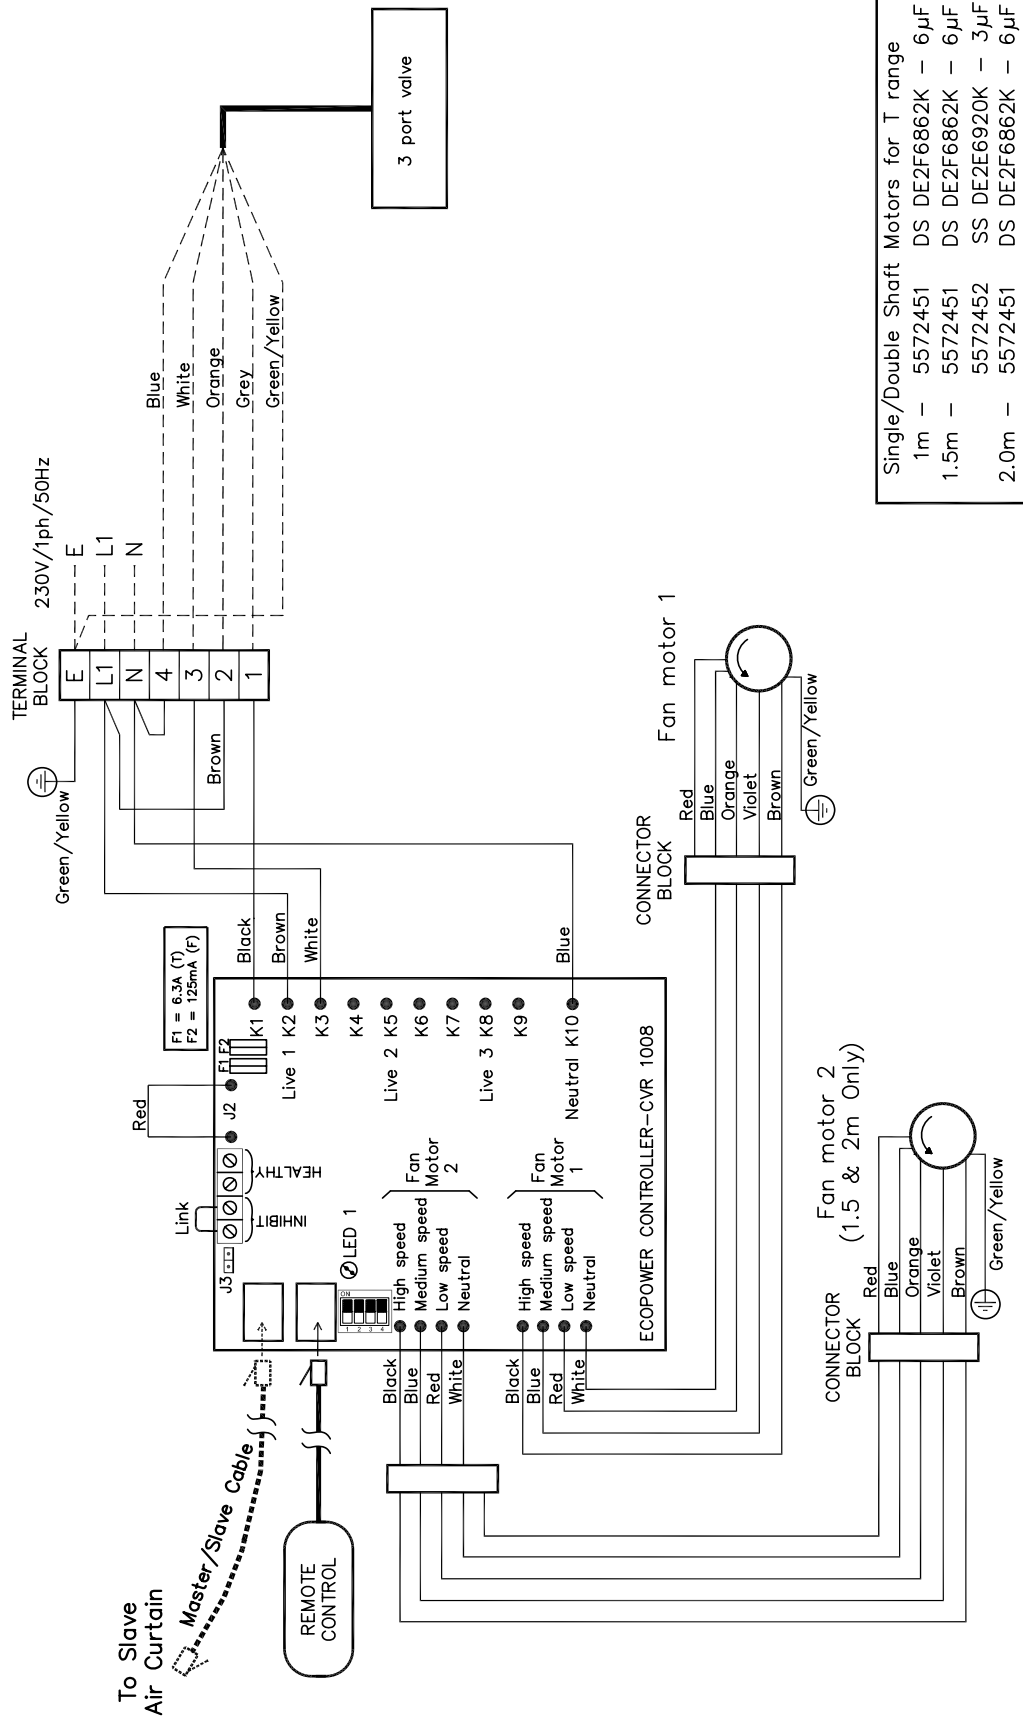 To Slave
Air Curtain
Master/Slave Cable
REMOTE
CONTROL
Link
Red
J3
INHIBIT
HEALTHY
J2
F1 F2
F1 = 6.3A (T)
F2 = 125mA (F)
LED 1
ON
1 2 3 4
High speed
Medium speed
Low speed
Neutral
Fan
Motor
2
High speed
Medium speed
Low speed
Neutral
Fan
Motor
1
Black
Blue
Red
White
Black
Blue
Red
White
K1
Live 1 K2
K3
K4
Live 2 K5
K6
K7
Live 3 K8
K9
Neutral K10
ECOPOWER CONTROLLER-CVR 1008
Black
Brown
White
Blue
Green/Yellow
Brown
TERMINAL
BLOCK
E
L1
N
4
3
2
1
230V/1ph/50Hz
E
L1
N
Blue
White
Orange
Grey
Green/Yellow
3 port valve
CONNECTOR
BLOCK
Red
Blue
Orange
Violet
Brown
Green/Yellow
Fan motor 1
CONNECTOR
BLOCK
Red
Blue
Orange
Violet
Brown
Green/Yellow
Fan motor 2
(1.5 & 2m Only)
Single/Double Shaft Motors for T range
1m - 5572451 DS DE2F6862K - 6µF
1.5m - 5572451 DS DE2F6862K - 6µF
5572452 SS DE2E6920K - 3µF
2.0m - 5572451 DS DE2F6862K - 6µF